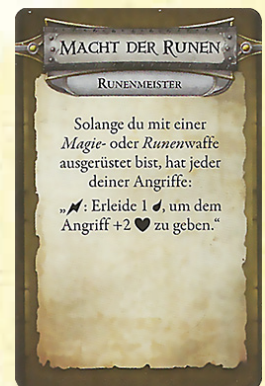 Macht der Runen
Runenmeister
Solange du mit einer
Magie- oder Runenwaffe
ausgerüstet bist, hat jeder
deiner Angriffe:
„: Erleide 1, um dem
Angriff +2 zu geben.“